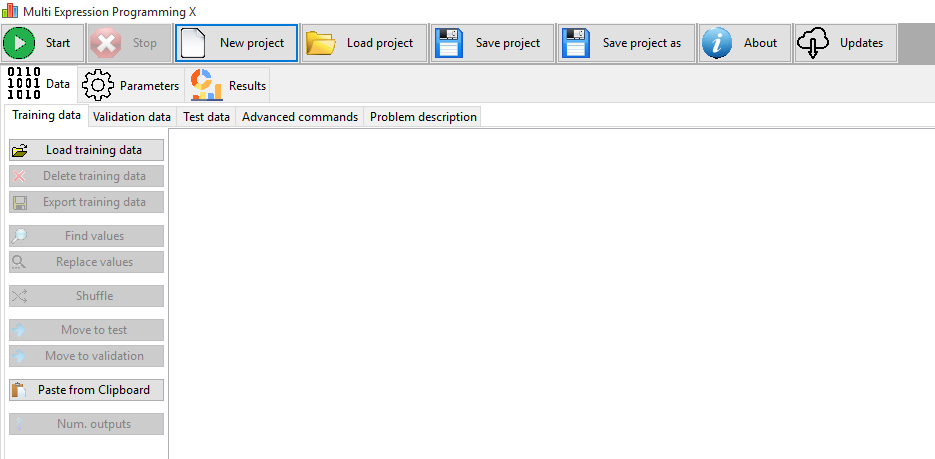 Multi Expression Programming X
Start Stop New project Load project Save project Save project as About Updates
0110
1001
1010
Data Parameters Results
Training data Validation data Test data Advanced commands Problem description
Load training data
Delete training data
Export training data
Find values
Replace values
Shuffle
Move to test
Move to validation
Paste from Clipboard
Num. outputs